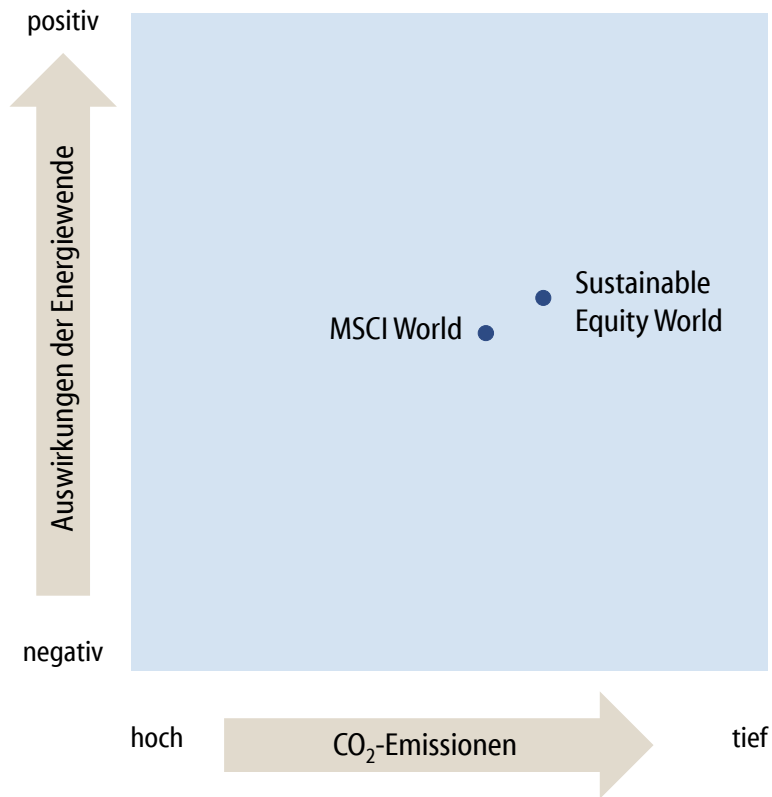 positiv
Auswirkungen der Energiewende
Sustainable
Equity World
MSCI World
negativ
hoch
CO₂-Emissionen
tief